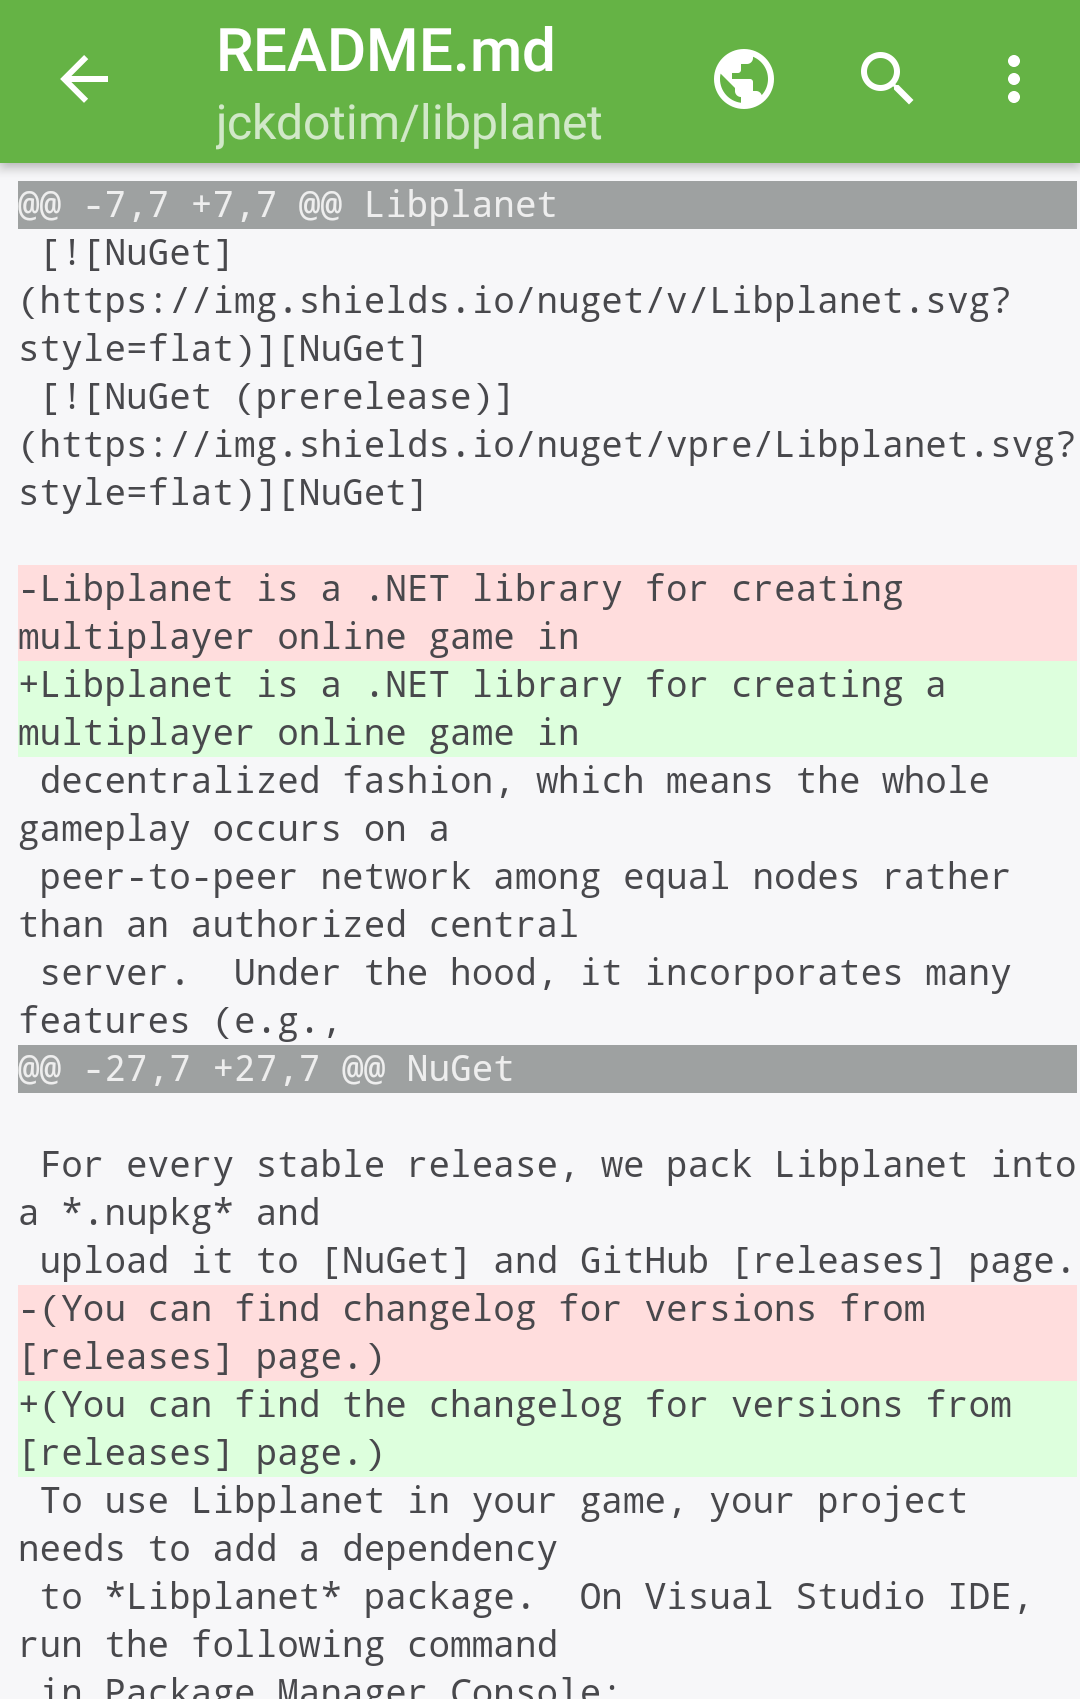 README.md
jckdotim/libplanet
@@ -7,7 +7,7 @@ Libplanet
[![NuGet]
(https://img.shields.io/nuget/v/Libplanet.svg?
style=flat)][NuGet]
[![NuGet (prerelease)]
(https://img.shields.io/nuget/vpre/Libplanet.svg?
style=flat)][NuGet]
-Libplanet is a .NET library for creating
multiplayer online game in
+Libplanet is a .NET library for creating a
multiplayer online game in
decentralized fashion, which means the whole
gameplay occurs on a
peer-to-peer network among equal nodes rather
than an authorized central
server.  Under the hood, it incorporates many
features (e.g.,
@@ -27,7 +27,7 @@ NuGet
For every stable release, we pack Libplanet into
a *.nupkg* and
upload it to [NuGet] and GitHub [releases] page.
-(You can find changelog for versions from
[releases] page.)
+(You can find the changelog for versions from
[releases] page.)
To use Libplanet in your game, your project
needs to add a dependency
to *Libplanet* package.  On Visual Studio IDE,
run the following command
in Package Manager Console: